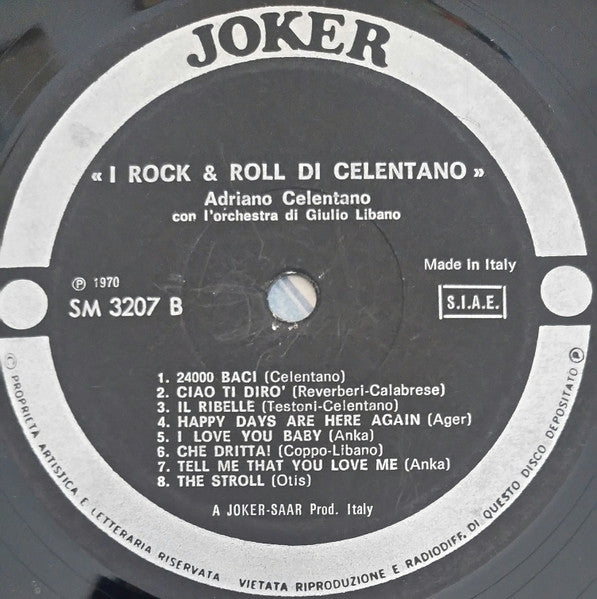 JOKER
« I ROCK & ROLL DI CELENTANO »
Adriano Celentano
con l'orchestra di Giulio Libano
Ⓟ 1970
SM 3207 B
Made in Italy
S.I.A.E.
1. 24000 BACI (Celentano)
2. CIAO TI DIRO' (Reverberi-Calabrese)
3. IL RIBELLE (Testoni-Celentano)
4. HAPPY DAYS ARE HERE AGAIN (Ager)
5. I LOVE YOU BABY (Anka)
6. CHE DRITTA! (Coppo-Libano)
7. TELL ME THAT YOU LOVE ME (Anka)
8. THE STROLL (Otis)
A JOKER-SAAR Prod. Italy
© PROPRIETÀ ARTISTICA E LETTERARIA RISERVATA VIETATA RIPRODUZIONE E RADIODIFF. DI QUESTO DISCO DEPOSITATO Ⓟ